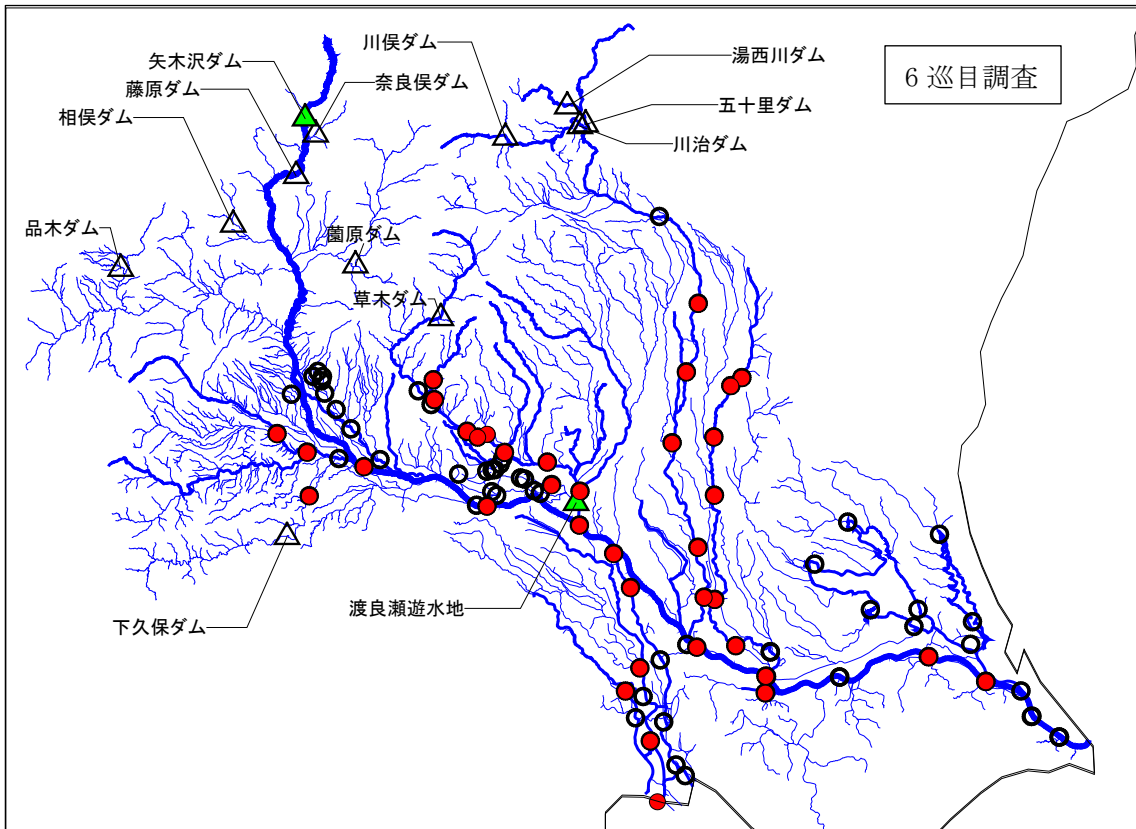 川俣ダム
湯西川ダム
6巡目調査
矢木沢ダム
奈良俣ダム
藤原ダム
五十里ダム
相俣ダム
川治ダム
品木ダム
薗原ダム
草木ダム
渡良瀬遊水地
下久保ダム